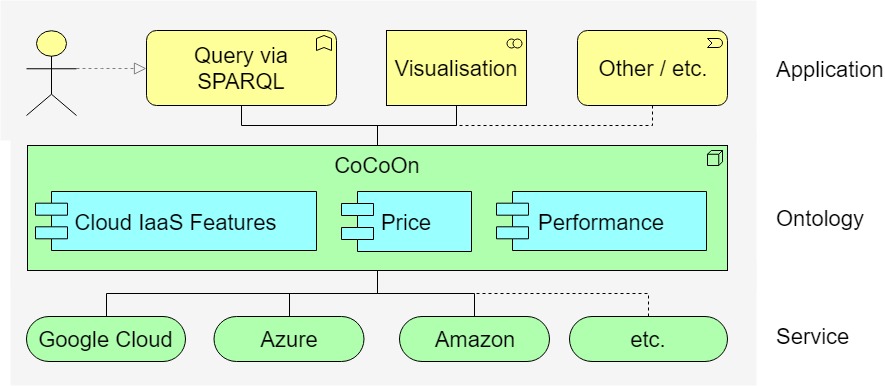 Query via
SPARQL
Visualisation
Other / etc.
Application
CoCoOn
Cloud IaaS Features
Price
Performance
Ontology
Google Cloud
Azure
Amazon
etc.
Service